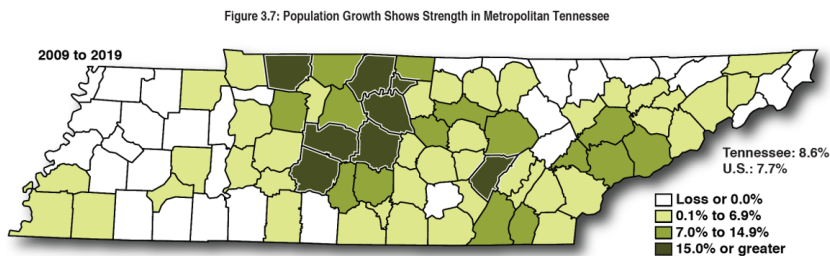 Figure 3.7: Population Growth Shows Strength in Metropolitan Tennessee
2009 to 2019
Tennessee: 8.6%
U.S.: 7.7%
Loss or 0.0%
0.1% to 6.9%
7.0% to 14.9%
15.0% or greater